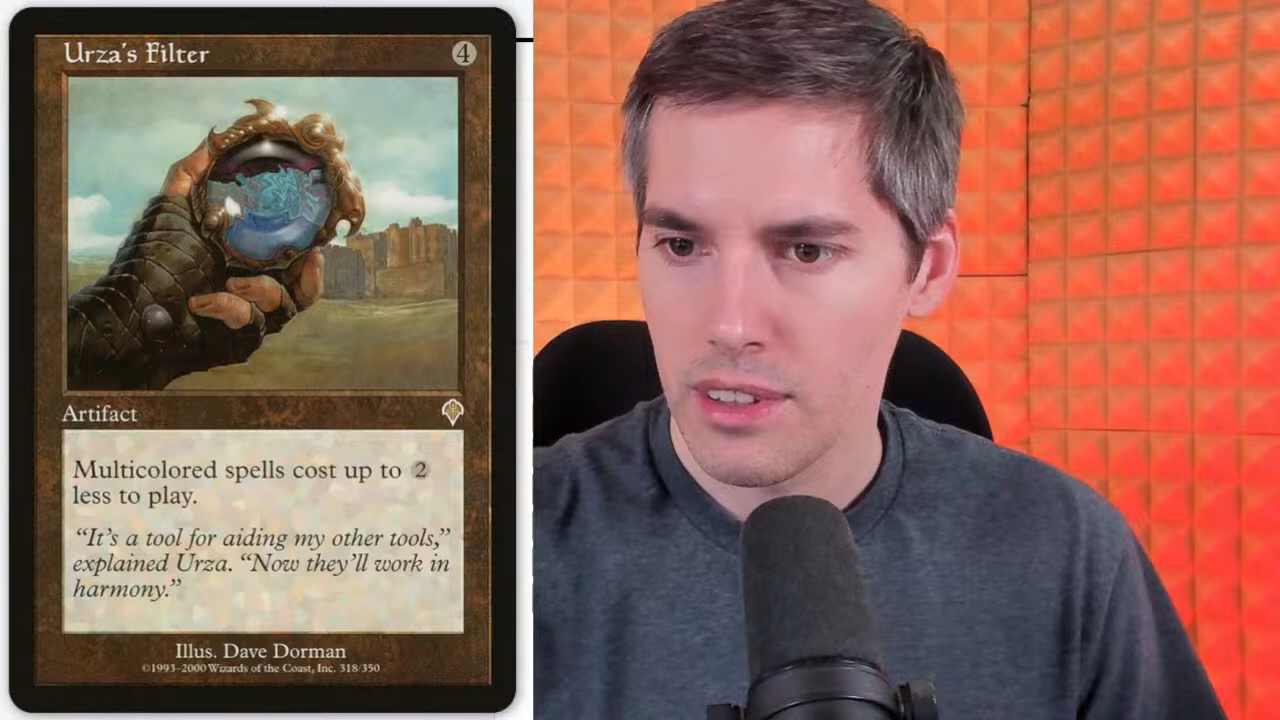 Urza's Filter 4
Artifact
Multicolored spells cost up to 2
less to play.
"It's a tool for aiding my other tools,"
explained Urza. "Now they'll work in
harmony."
Illus. Dave Dorman
©1993–2000 Wizards of the Coast, Inc. 318/350